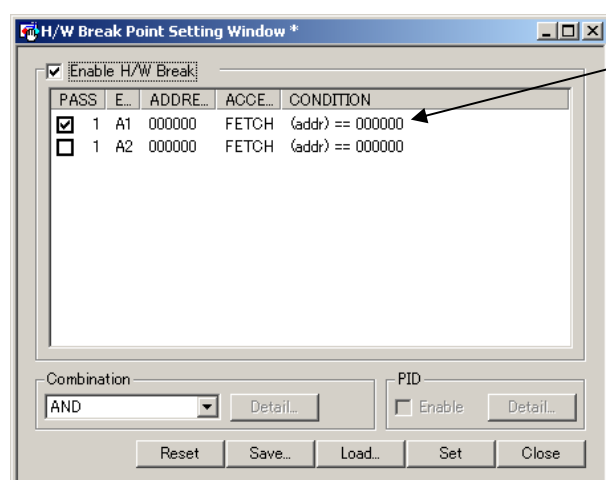 H/W Break Point Setting Window *
Enable H/W Break
PASS E... ADDRE... ACCE... CONDITION
1 A1 000000 FETCH (addr) == 000000
1 A2 000000 FETCH (addr) == 000000
Combination PID
AND Detail... Enable Detail...
Reset Save... Load... Set Close